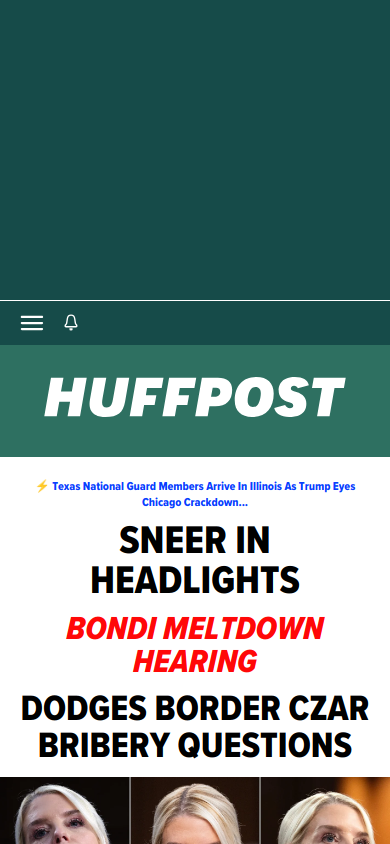 HUFFPOST
⚡ Texas National Guard Members Arrive In Illinois As Trump Eyes
Chicago Crackdown...
SNEER IN
HEADLIGHTS
BONDI MELTDOWN
HEARING
DODGES BORDER CZAR
BRIBERY QUESTIONS